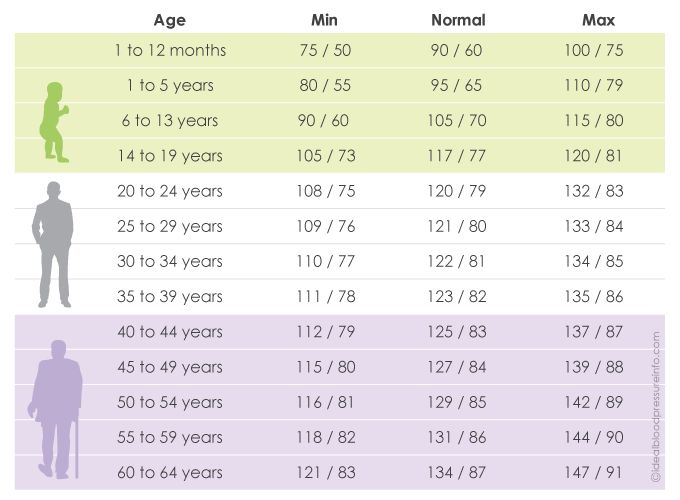 Age Min Normal Max
1 to 12 months 75 / 50 90 / 60 100 / 75
1 to 5 years 80 / 55 95 / 65 110 / 79
6 to 13 years 90 / 60 105 / 70 115 / 80
14 to 19 years 105 / 73 117 / 77 120 / 81
20 to 24 years 108 / 75 120 / 79 132 / 83
25 to 29 years 109 / 76 121 / 80 133 / 84
30 to 34 years 110 / 77 122 / 81 134 / 85
35 to 39 years 111 / 78 123 / 82 135 / 86
40 to 44 years 112 / 79 125 / 83 137 / 87
45 to 49 years 115 / 80 127 / 84 139 / 88
50 to 54 years 116 / 81 129 / 85 142 / 89
55 to 59 years 118 / 82 131 / 86 144 / 90
60 to 64 years 121 / 83 134 / 87 147 / 91
©idealbloodpressureinfo.com